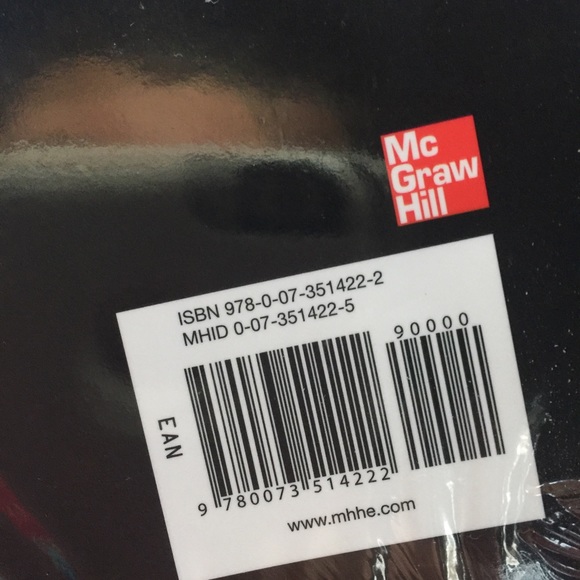 Mc
Graw
Hill
ISBN 978-0-07-351422-2
MHID 0-07-351422-5
90000
EAN
9 780073 514222
www.mhhe.com